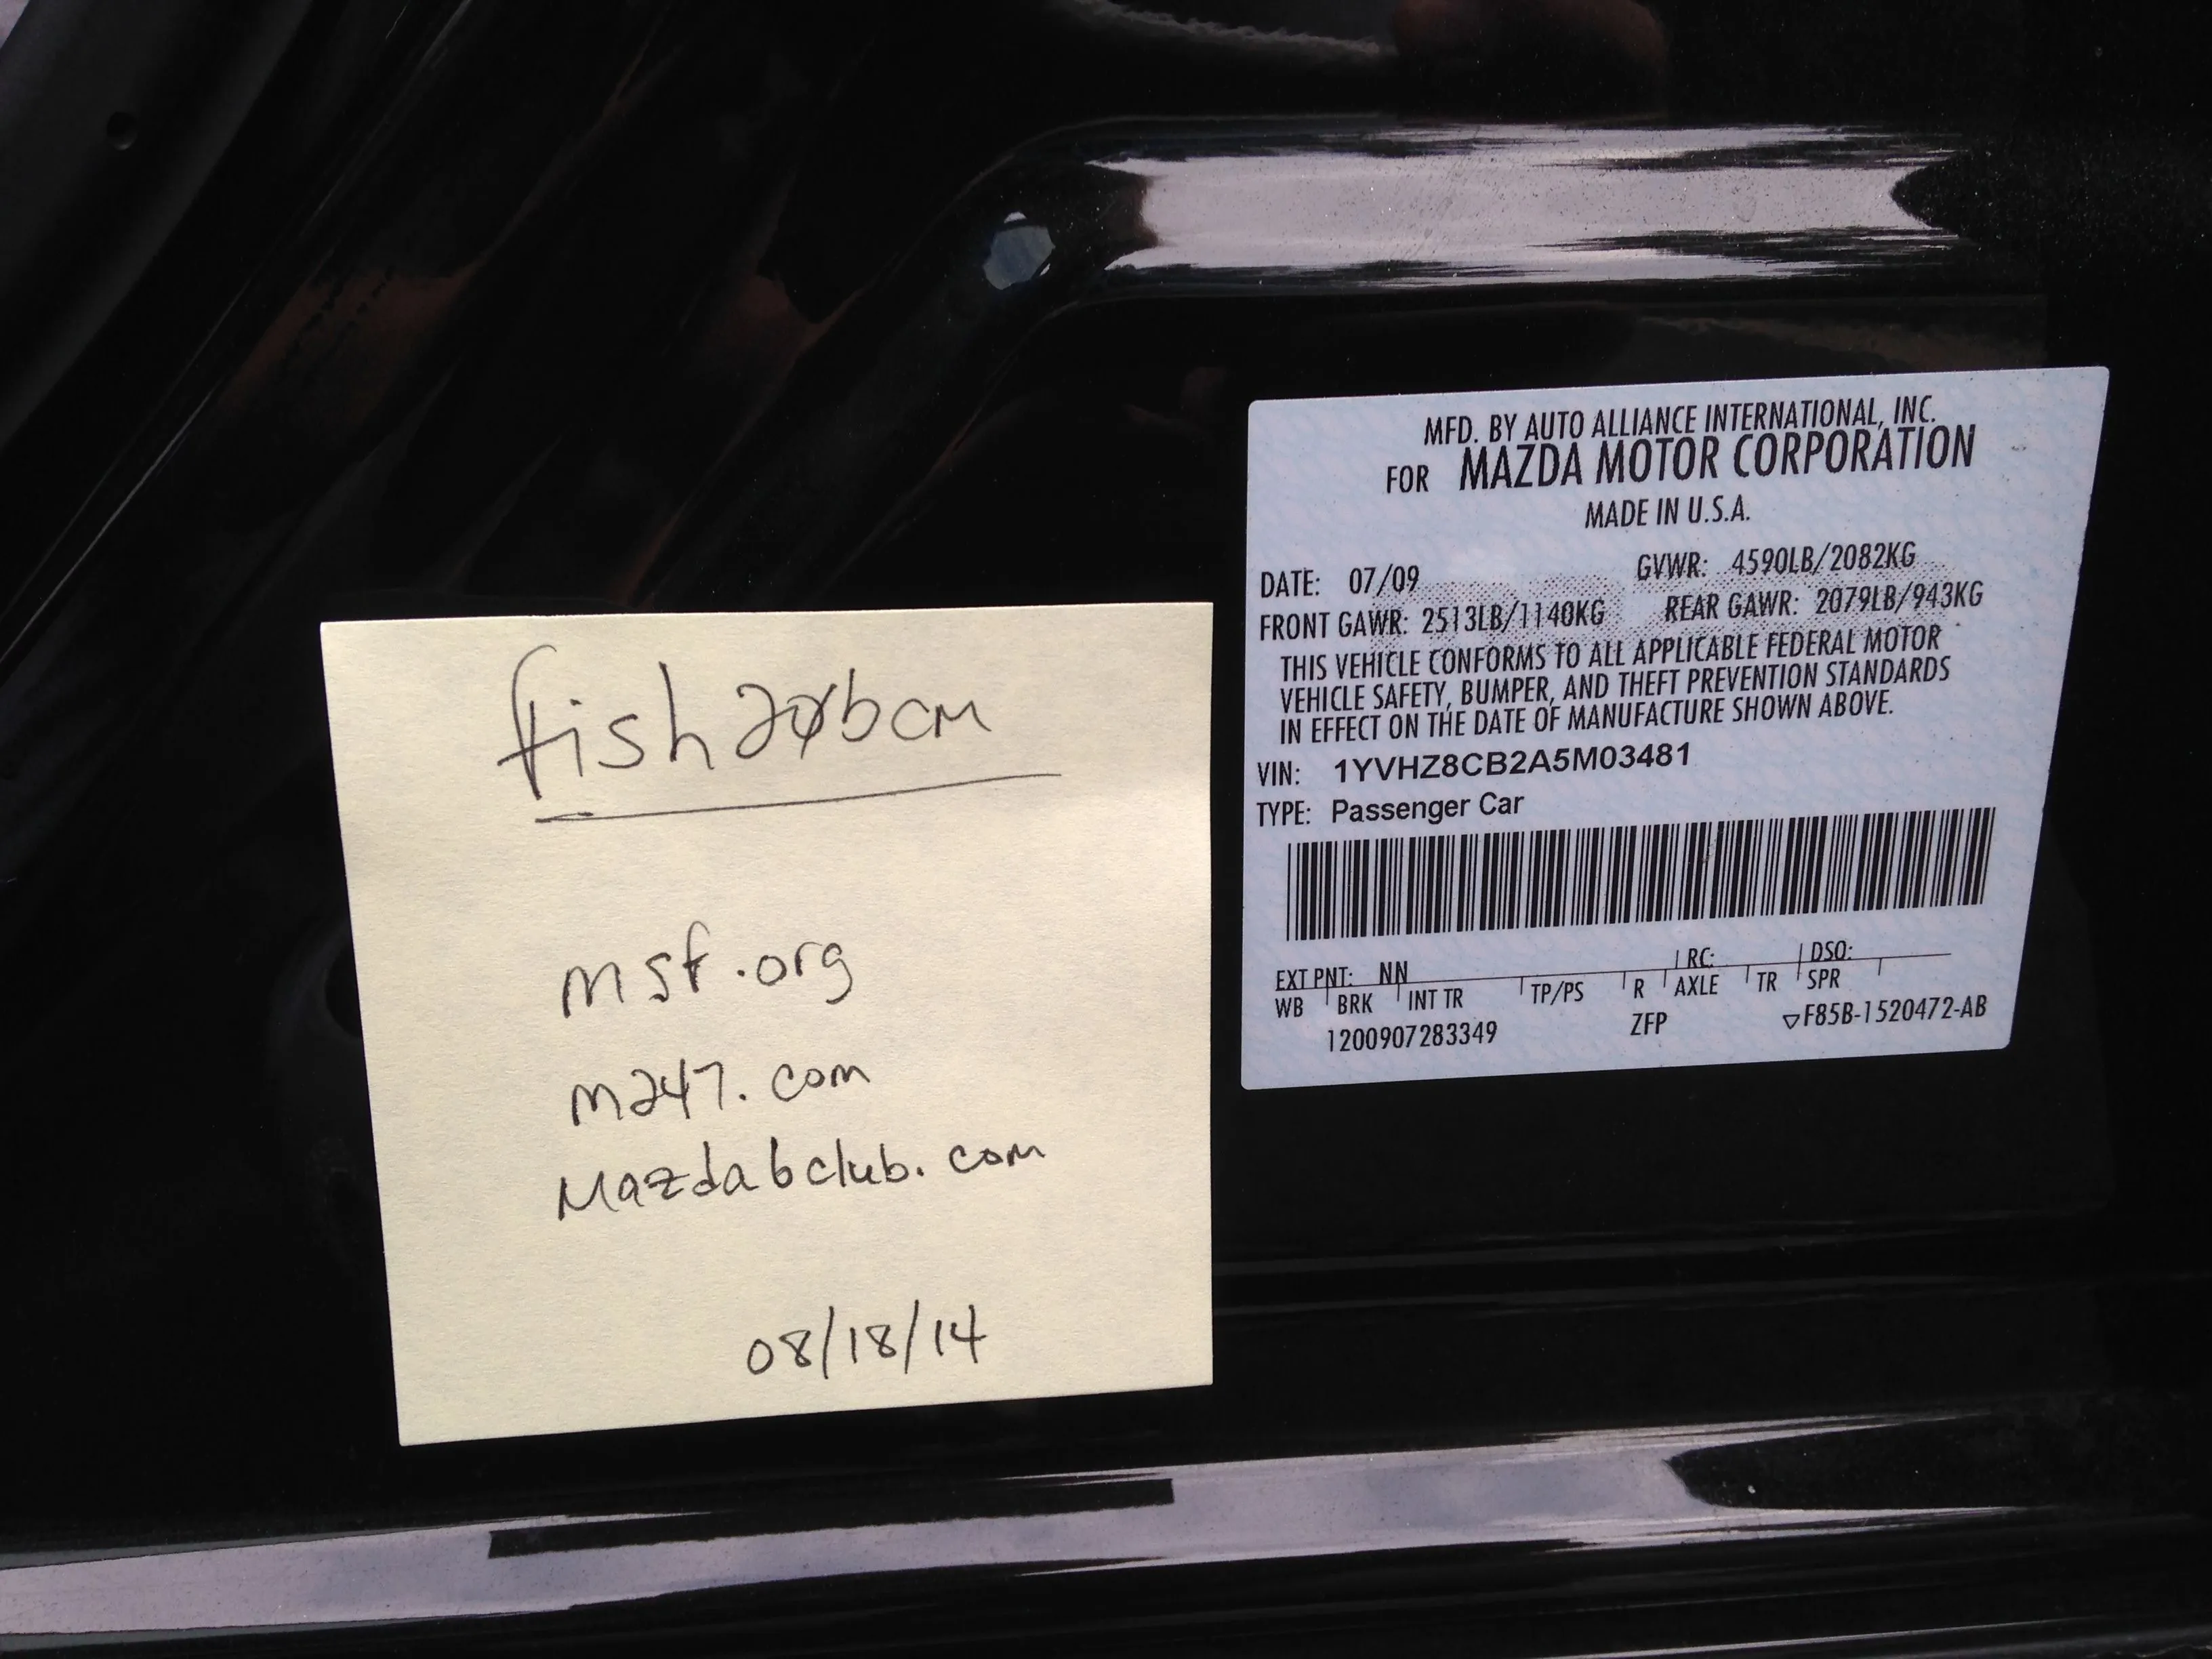 fish20bcm
msf.org
m247.com
Mazda6club.com
08/18/14
MFD. BY AUTO ALLIANCE INTERNATIONAL, INC.
FOR MAZDA MOTOR CORPORATION
MADE IN U.S.A.
DATE: 07/09 GVWR: 4590LB/2082KG
FRONT GAWR: 2513LB/1140KG REAR GAWR: 2079LB/943KG
THIS VEHICLE CONFORMS TO ALL APPLICABLE FEDERAL MOTOR
VEHICLE SAFETY, BUMPER, AND THEFT PREVENTION STANDARDS
IN EFFECT ON THE DATE OF MANUFACTURE SHOWN ABOVE.
VIN: 1YVHZ8CB2A5M03481
TYPE: Passenger Car
EXT PNT: NN RC: DSO:
WB BRK INT TR TP/PS R AXLE TR SPR
1200907283349 ZFP ▽F85B-1520472-AB